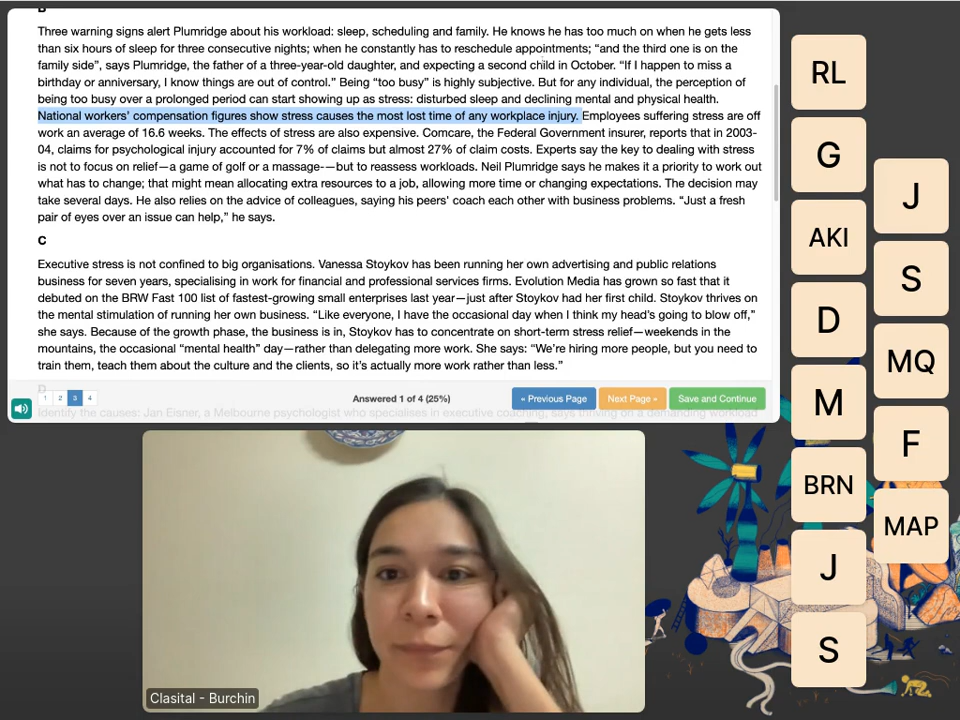 B
Three warning signs alert Plumridge about his workload: sleep, scheduling and family. He knows he has too much on when he gets less
than six hours of sleep for three consecutive nights; when he constantly has to reschedule appointments; “and the third one is on the
family side”, says Plumridge, the father of a three-year-old daughter, and expecting a second child in October. “If I happen to miss a
birthday or anniversary, I know things are out of control.” Being “too busy” is highly subjective. But for any individual, the perception of
being too busy over a prolonged period can start showing up as stress: disturbed sleep and declining mental and physical health.
National workers’ compensation figures show stress causes the most lost time of any workplace injury. Employees suffering stress are off
work an average of 16.6 weeks. The effects of stress are also expensive. Comcare, the Federal Government insurer, reports that in 2003-
04, claims for psychological injury accounted for 7% of claims but almost 27% of claim costs. Experts say the key to dealing with stress
is not to focus on relief—a game of golf or a massage-—but to reassess workloads. Neil Plumridge says he makes it a priority to work out
what has to change; that might mean allocating extra resources to a job, allowing more time or changing expectations. The decision may
take several days. He also relies on the advice of colleagues, saying his peers' coach each other with business problems. “Just a fresh
pair of eyes over an issue can help,” he says.
C
Executive stress is not confined to big organisations. Vanessa Stoykov has been running her own advertising and public relations
business for seven years, specialising in work for financial and professional services firms. Evolution Media has grown so fast that it
debuted on the BRW Fast 100 list of fastest-growing small enterprises last year—just after Stoykov had her first child. Stoykov thrives on
the mental stimulation of running her own business. “Like everyone, I have the occasional day when I think my head’s going to blow off,”
she says. Because of the growth phase, the business is in, Stoykov has to concentrate on short-term stress relief—weekends in the
mountains, the occasional “mental health” day—rather than delegating more work. She says: “We’re hiring more people, but you need to
train them, teach them about the culture and the clients, so it’s actually more work rather than less.”
D
1 2 3 4
Answered 1 of 4 (25%)
« Previous Page
Next Page »
Save and Continue
Identify the causes: Jan Eisner, a Melbourne psychologist who specialises in executive coaching, says thriving on a demanding workload
Clasital - Burchin
RL
G
AKI
D
M
BRN
J
S
J
S
MQ
F
MAP